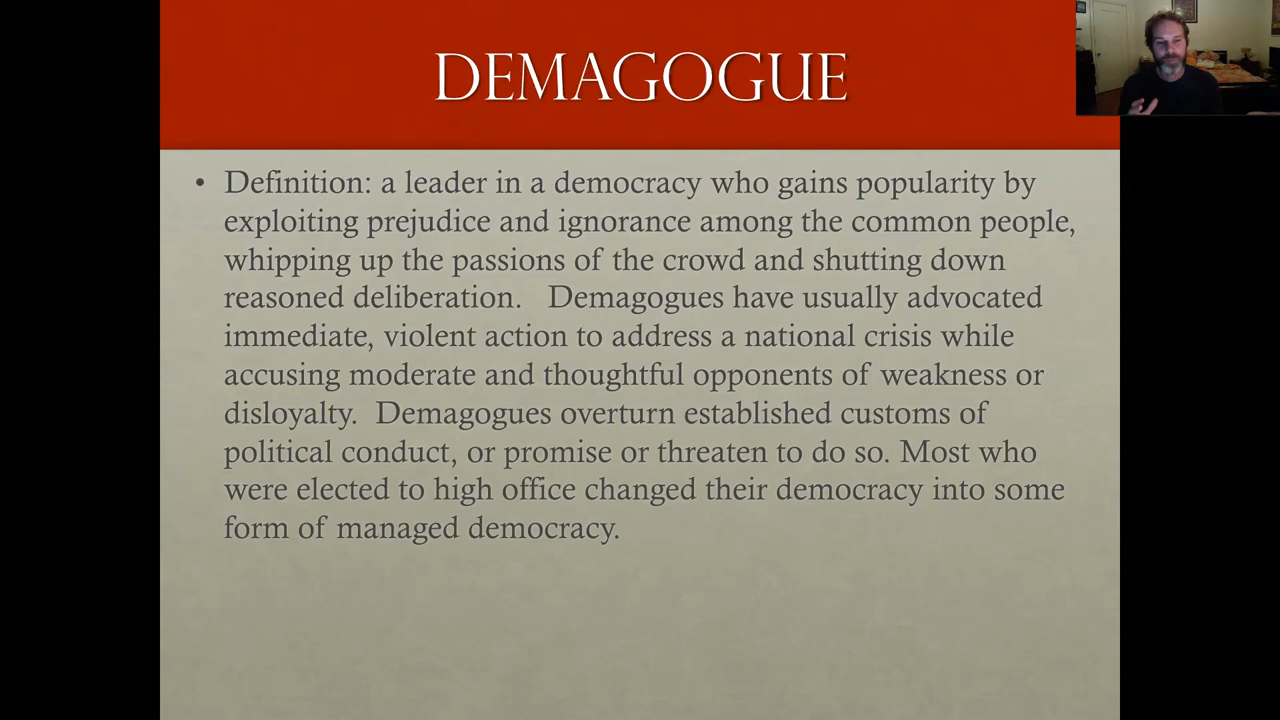 DEMAGOGUE
• Definition: a leader in a democracy who gains popularity by
exploiting prejudice and ignorance among the common people,
whipping up the passions of the crowd and shutting down
reasoned deliberation. Demagogues have usually advocated
immediate, violent action to address a national crisis while
accusing moderate and thoughtful opponents of weakness or
disloyalty. Demagogues overturn established customs of
political conduct, or promise or threaten to do so. Most who
were elected to high office changed their democracy into some
form of managed democracy.